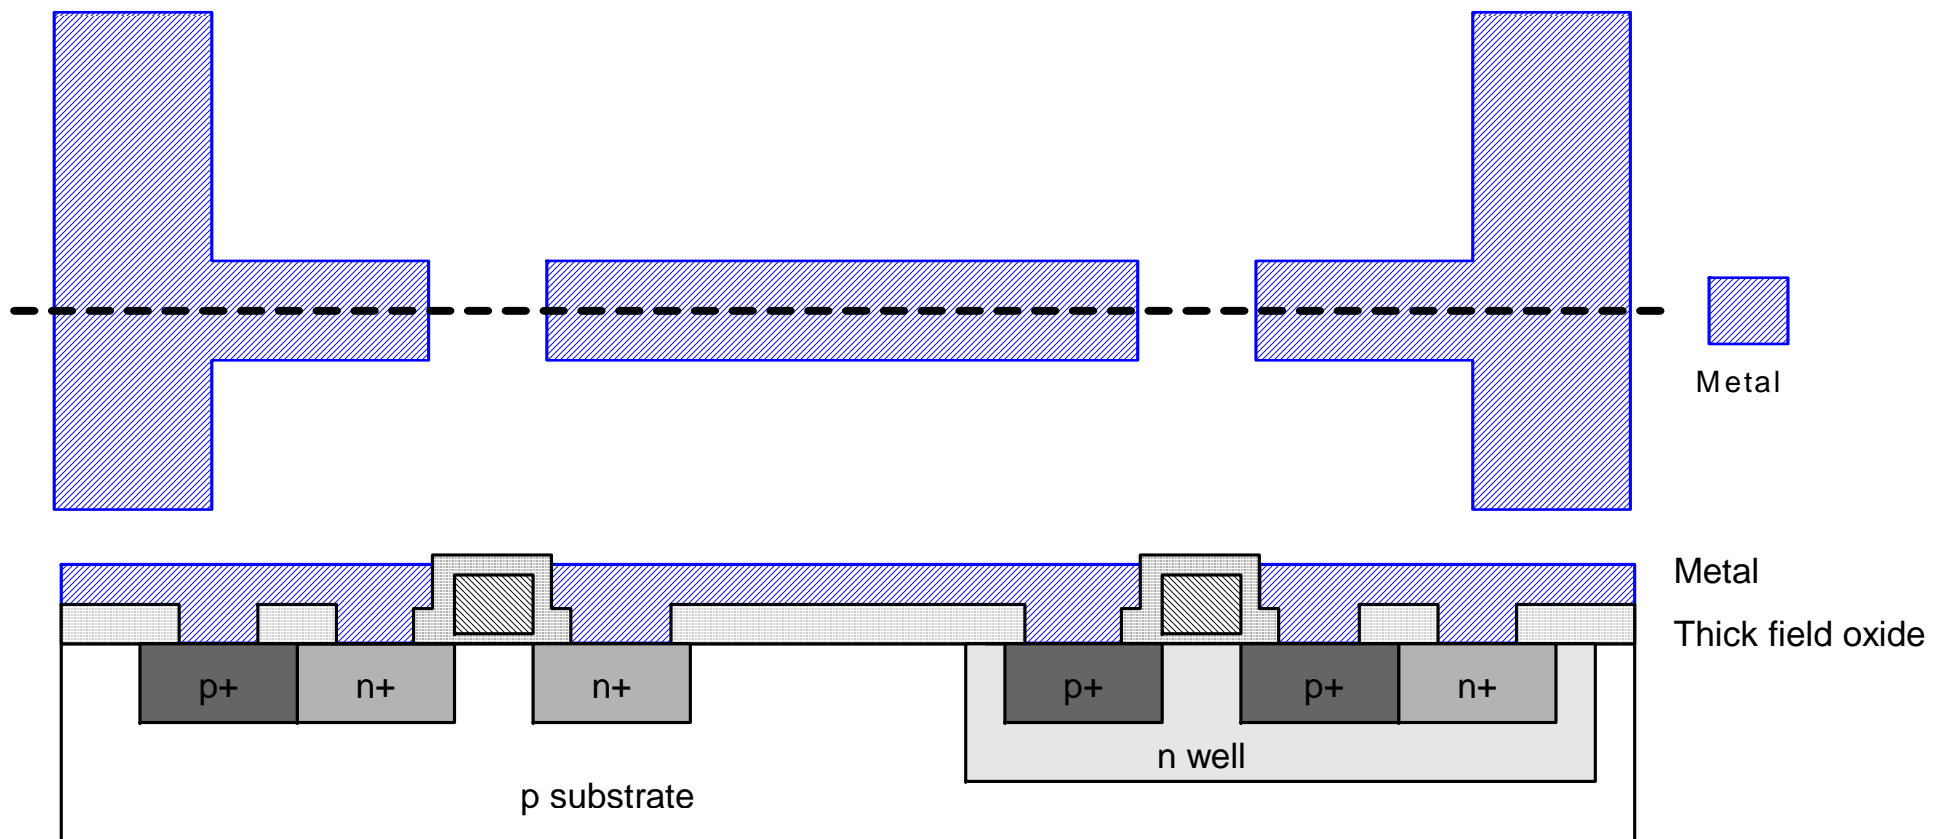 Metal
Metal
Thick field oxide
p+ n+ n+ p+ p+ n+
n well
p substrate